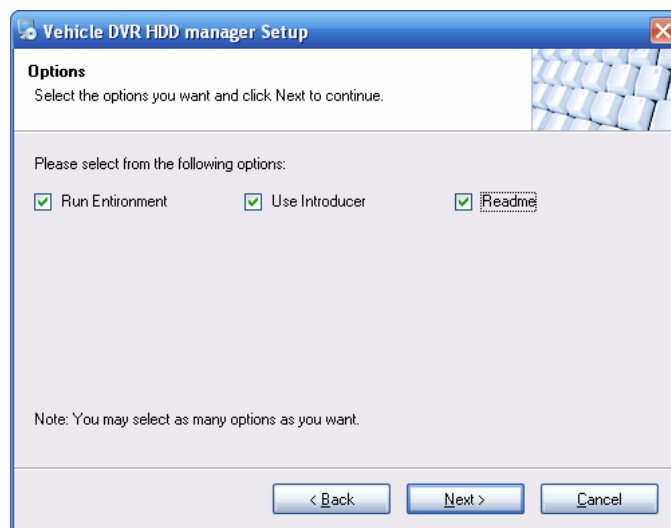 Vehicle DVR HDD manager Setup
Options
Select the options you want and click Next to continue.
Please select from the following options:
Run Entironment Use Introducer Readme
Note: You may select as many options as you want.
< Back Next > Cancel